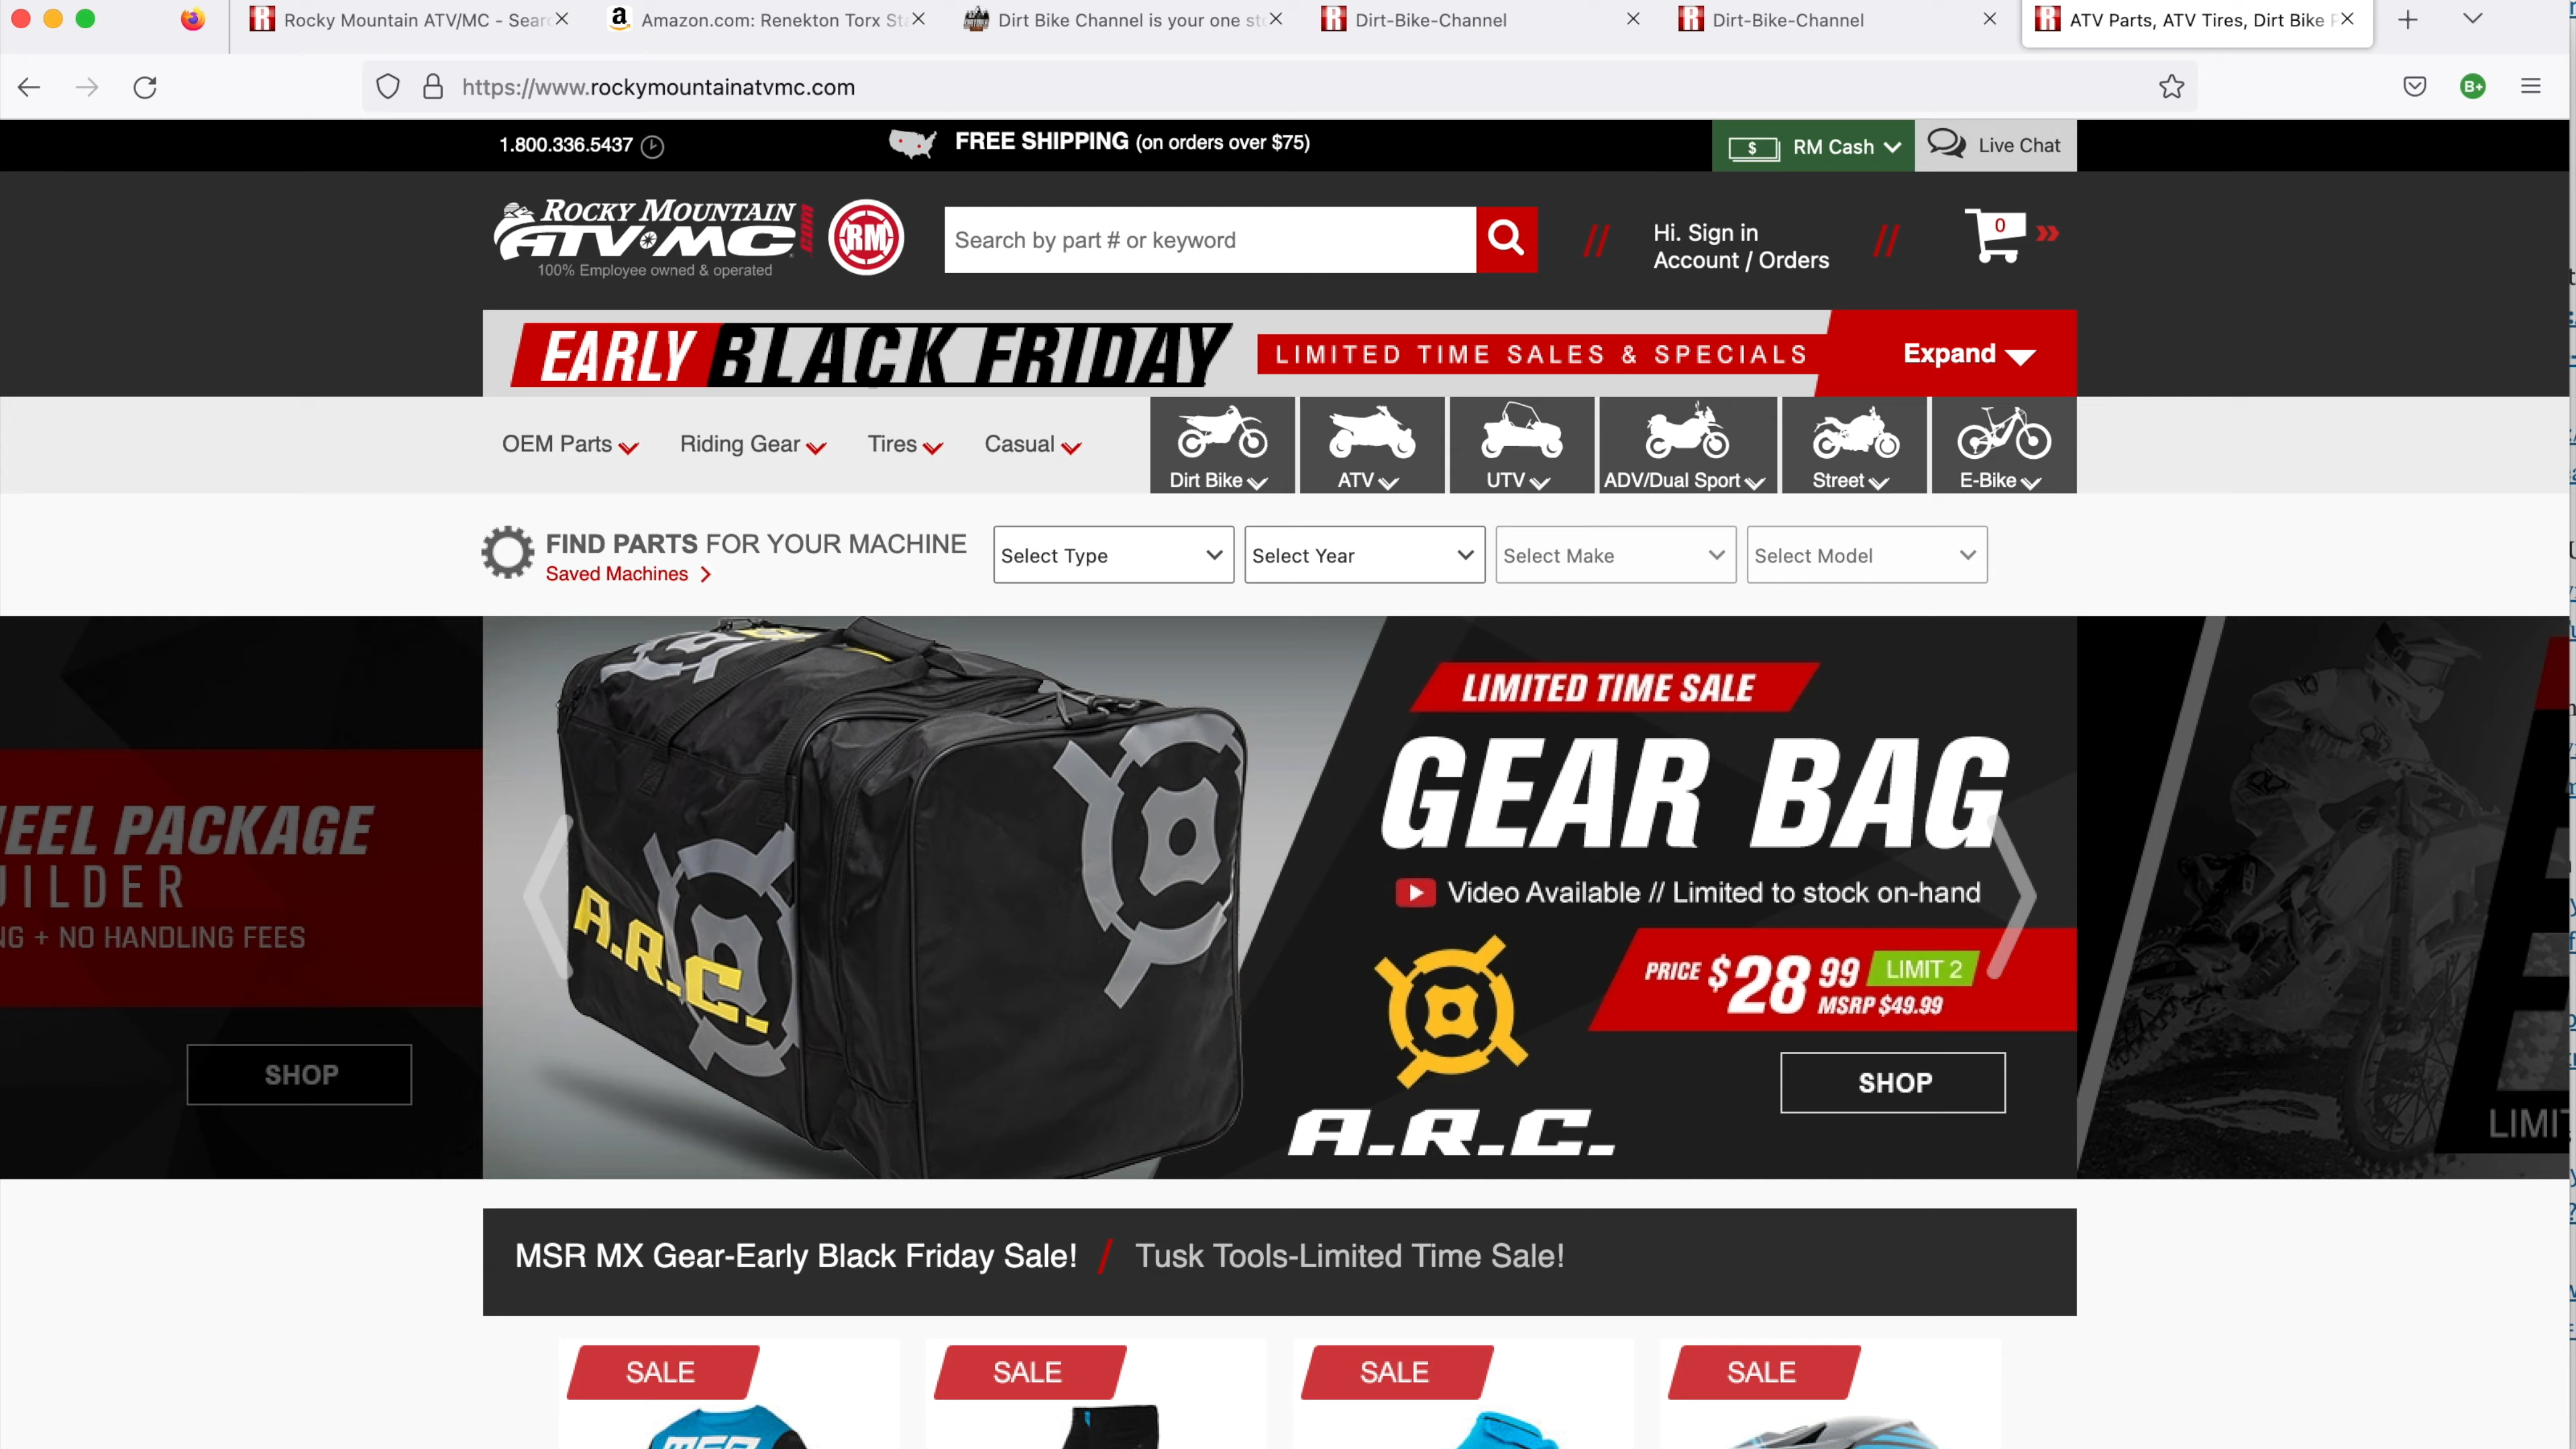 Rocky Mountain ATV/MC - Sear
Amazon.com: Renekton Torx St
Dirt Bike Channel is your one st
Dirt-Bike-Channel
Dirt-Bike-Channel
ATV Parts, ATV Tires, Dirt Bike
https://www.rockymountainatvmc.com
B+
1.800.336.5437
FREE SHIPPING (on orders over $75)
$ RM Cash
Live Chat
ROCKY MOUNTAIN
ATV MC .COM
100% Employee owned & operated
RM
Search by part # or keyword
// Hi. Sign in
Account / Orders //
0
EARLY BLACK FRIDAY
LIMITED TIME SALES & SPECIALS
Expand
OEM Parts
Riding Gear
Tires
Casual
Dirt Bike
ATV
UTV
ADV/Dual Sport
Street
E-Bike
FIND PARTS FOR YOUR MACHINE
Saved Machines
Select Type
Select Year
Select Make
Select Model
EEL PACKAGE
UILDER
NG + NO HANDLING FEES
SHOP
A.R.C.
LIMITED TIME SALE
GEAR BAG
Video Available // Limited to stock on-hand
PRICE $28 99 LIMIT 2
MSRP $49.99
A.R.C.
SHOP
LIMI
MSR MX Gear-Early Black Friday Sale! / Tusk Tools-Limited Time Sale!
SALE
SALE
SALE
SALE
MSR